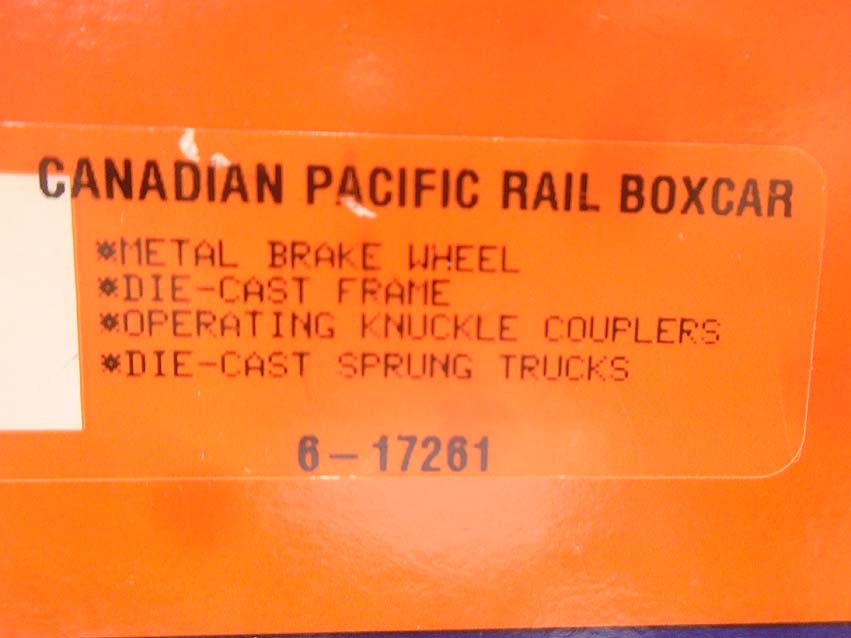 CANADIAN PACIFIC RAIL BOXCAR
*METAL BRAKE WHEEL
*DIE-CAST FRAME
*OPERATING KNUCKLE COUPLERS
*DIE-CAST SPRUNG TRUCKS
6-17261